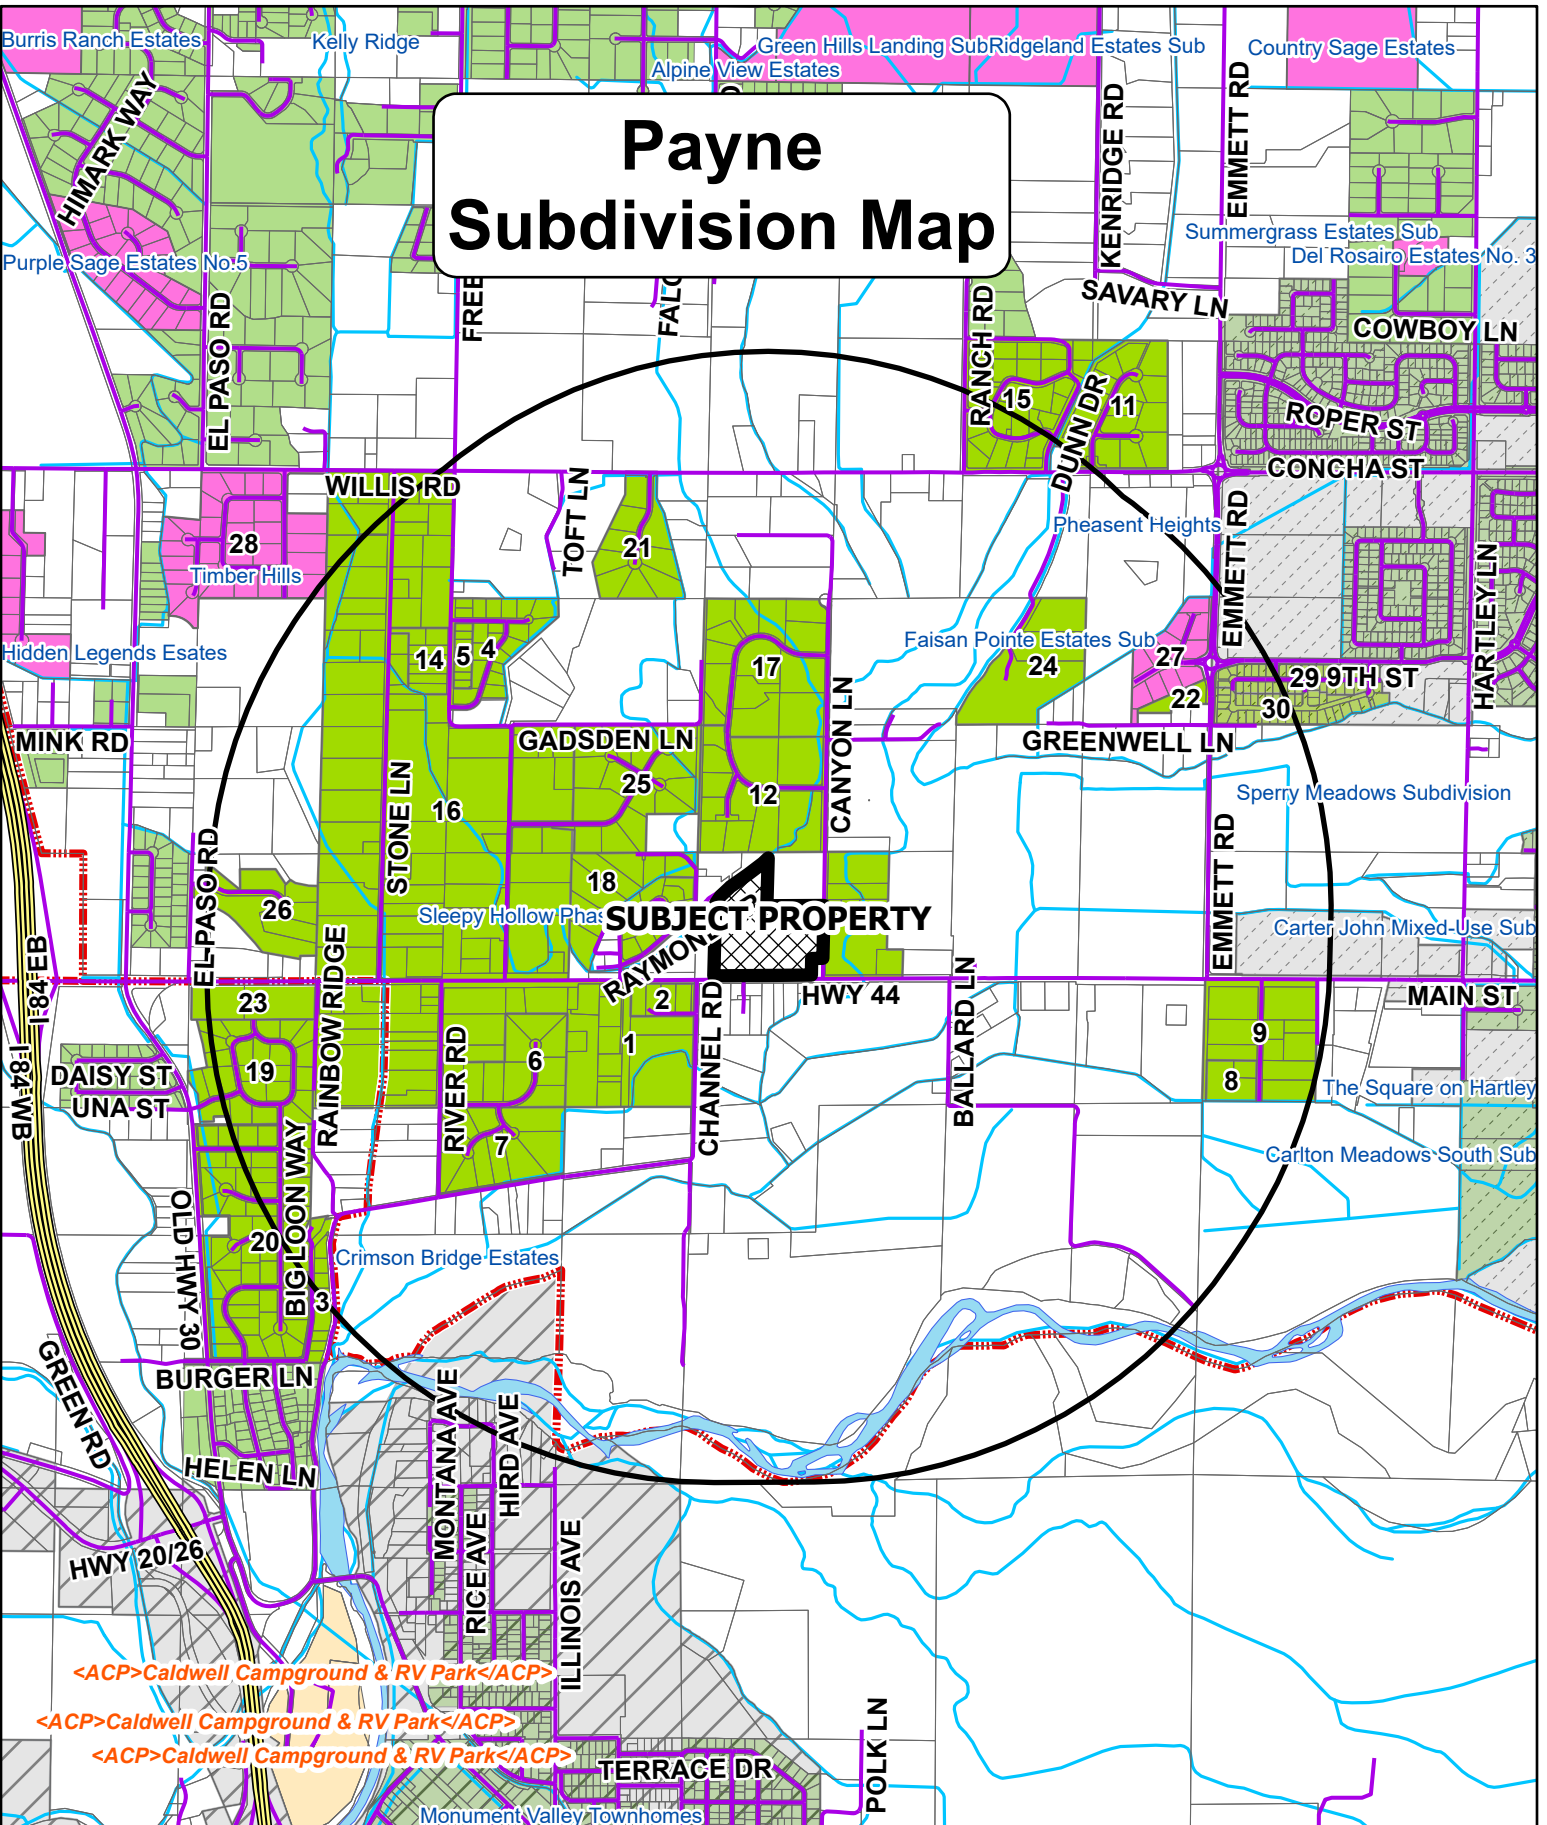 Burris Ranch Estates
Kelly Ridge
Green Hills Landing Sub
Ridgeland Estates Sub
Country Sage Estates
Alpine View Estates
Payne
Subdivision Map
HIMARK WAY
KENRIDGE RD
EMMETT RD
Summergrass Estates Sub
Del Rosairo Estates No. 3
Purple Sage Estates No.5
SAVARY LN
COWBOY LN
EL PASO RD
RANCH RD
15
DUNN DR
11
ROPER ST
CONCHA ST
WILLIS RD
TOFT LN
28
Timber Hills
21
Pheasent Heights
EMMETT RD
HARTLEY LN
Hidden Legends Esates
14
5
4
17
Faisan Pointe Estates Sub
24
27
22
29
9TH ST
30
MINK RD
GADSDEN LN
CANYON LN
GREENWELL LN
STONE LN
16
25
12
Sperry Meadows Subdivision
EL PASO RD
26
18
Sleepy Hollow Phas
SUBJECT PROPERTY
RAYMON
EMMETT RD
Carter John Mixed-Use Sub
I 84 EB
RAINBOW RIDGE
HWY 44
BALLARD LN
MAIN ST
23
2
CHANNEL RD
1
RIVER RD
6
9
I 84 WB
DAISY ST
19
8
The Square on Hartley
UNA ST
7
Carlton Meadows South Sub
OLD HWY 30
BIG LOON WAY
20
Crimson Bridge Estates
3
GREEN RD
BURGER LN
MONTANA AVE
HIRD AVE
HELEN LN
HWY 20/26
RICE AVE
ILLINOIS AVE
<ACP>Caldwell Campground & RV Park</ACP>
<ACP>Caldwell Campground & RV Park</ACP>
<ACP>Caldwell Campground & RV Park</ACP>
TERRACE DR
POLK LN
Monument Valley Townhomes